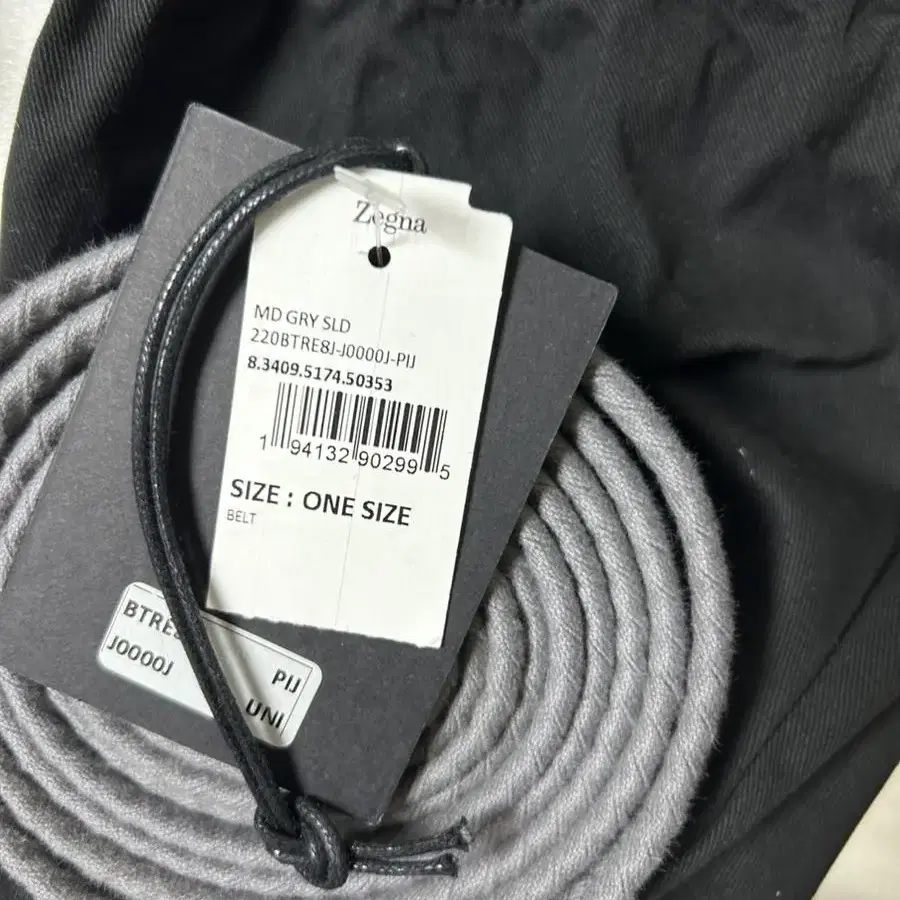 Zegna
MD GRY SLD
220BTRE8J-J0000J-PIJ
8.3409.5174.50353
1 94132 90299 5
SIZE : ONE SIZE
BELT
J0000J PIJ
UNI